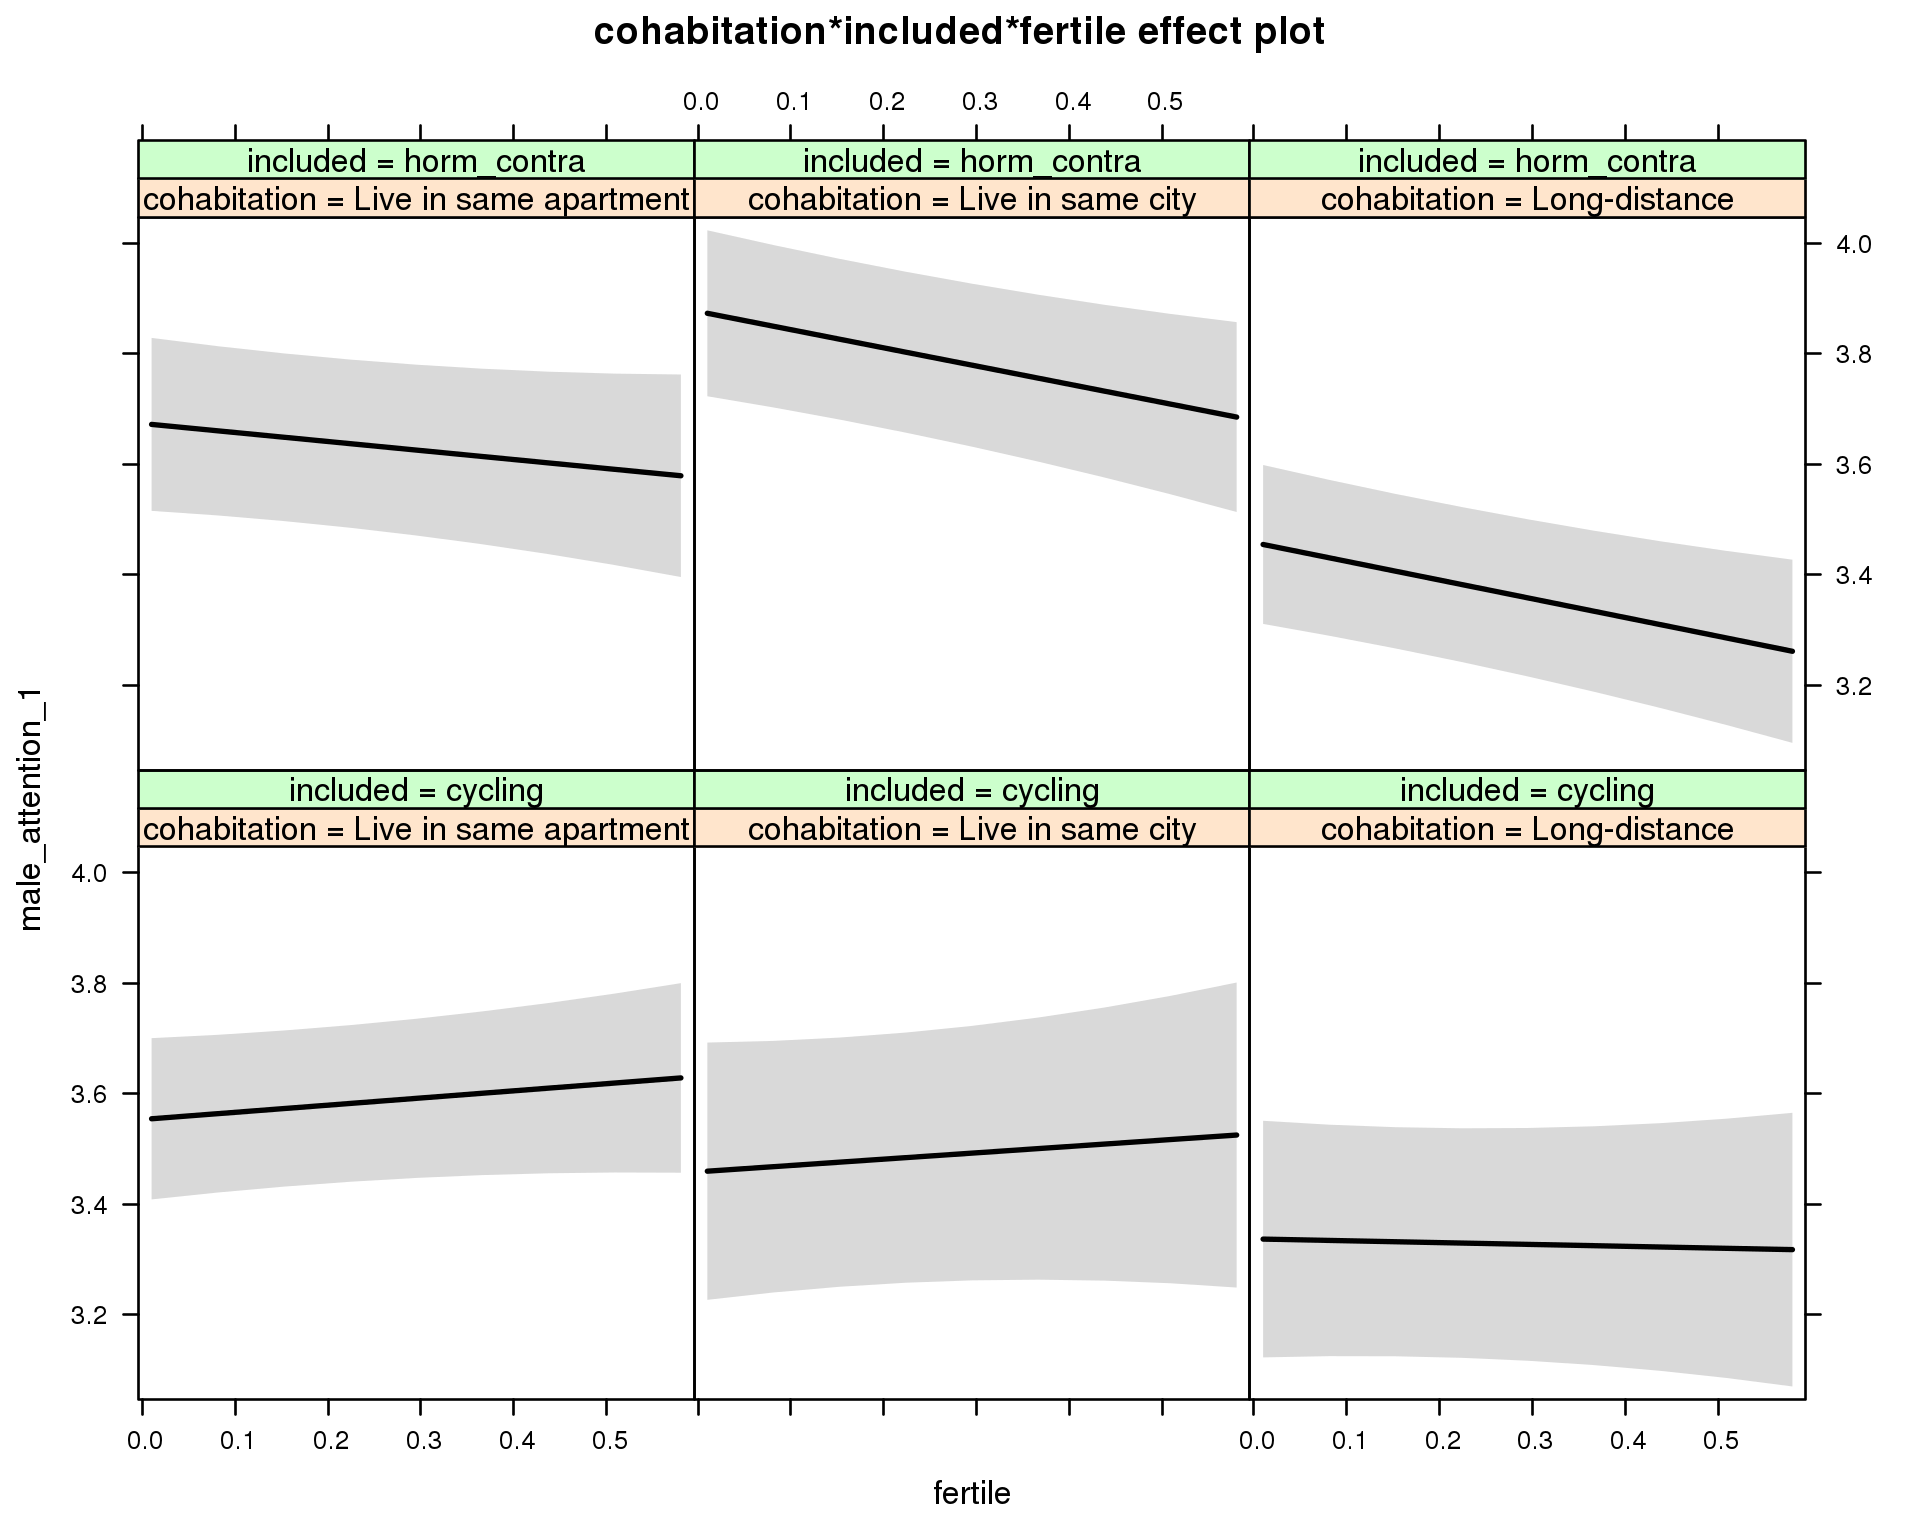 cohabitation*included*fertile effect plot
0.0 0.1 0.2 0.3 0.4 0.5
included = horm_contra included = horm_contra included = horm_contra
cohabitation = Live in same apartment cohabitation = Live in same city cohabitation = Long-distance
4.0
3.8
3.6
3.4
3.2
male_attention_1
included = cycling included = cycling included = cycling
cohabitation = Live in same apartment cohabitation = Live in same city cohabitation = Long-distance
4.0
3.8
3.6
3.4
3.2
0.0 0.1 0.2 0.3 0.4 0.5 0.0 0.1 0.2 0.3 0.4 0.5
fertile